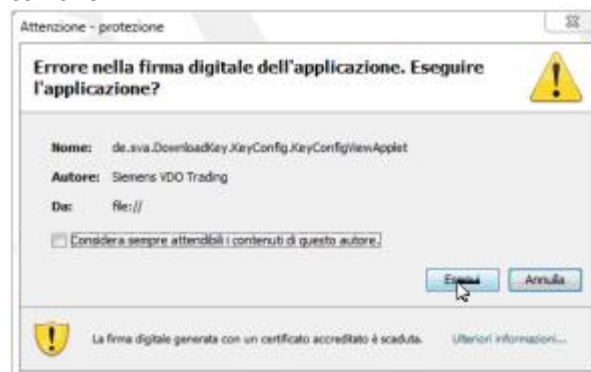 Attenzione - protezione
Errore nella firma digitale dell'applicazione. Eseguire
l'applicazione?
Nome: de.sva.DownloadKey.KeyConfig.KeyConfigViewApplet
Autore: Siemens VDO Trading
Da: file://
Considera sempre attendibili i contenuti di questo autore.
Esegui Annulla
La firma digitale generata con un certificato accreditato è scaduta. Ulteriori informazioni...